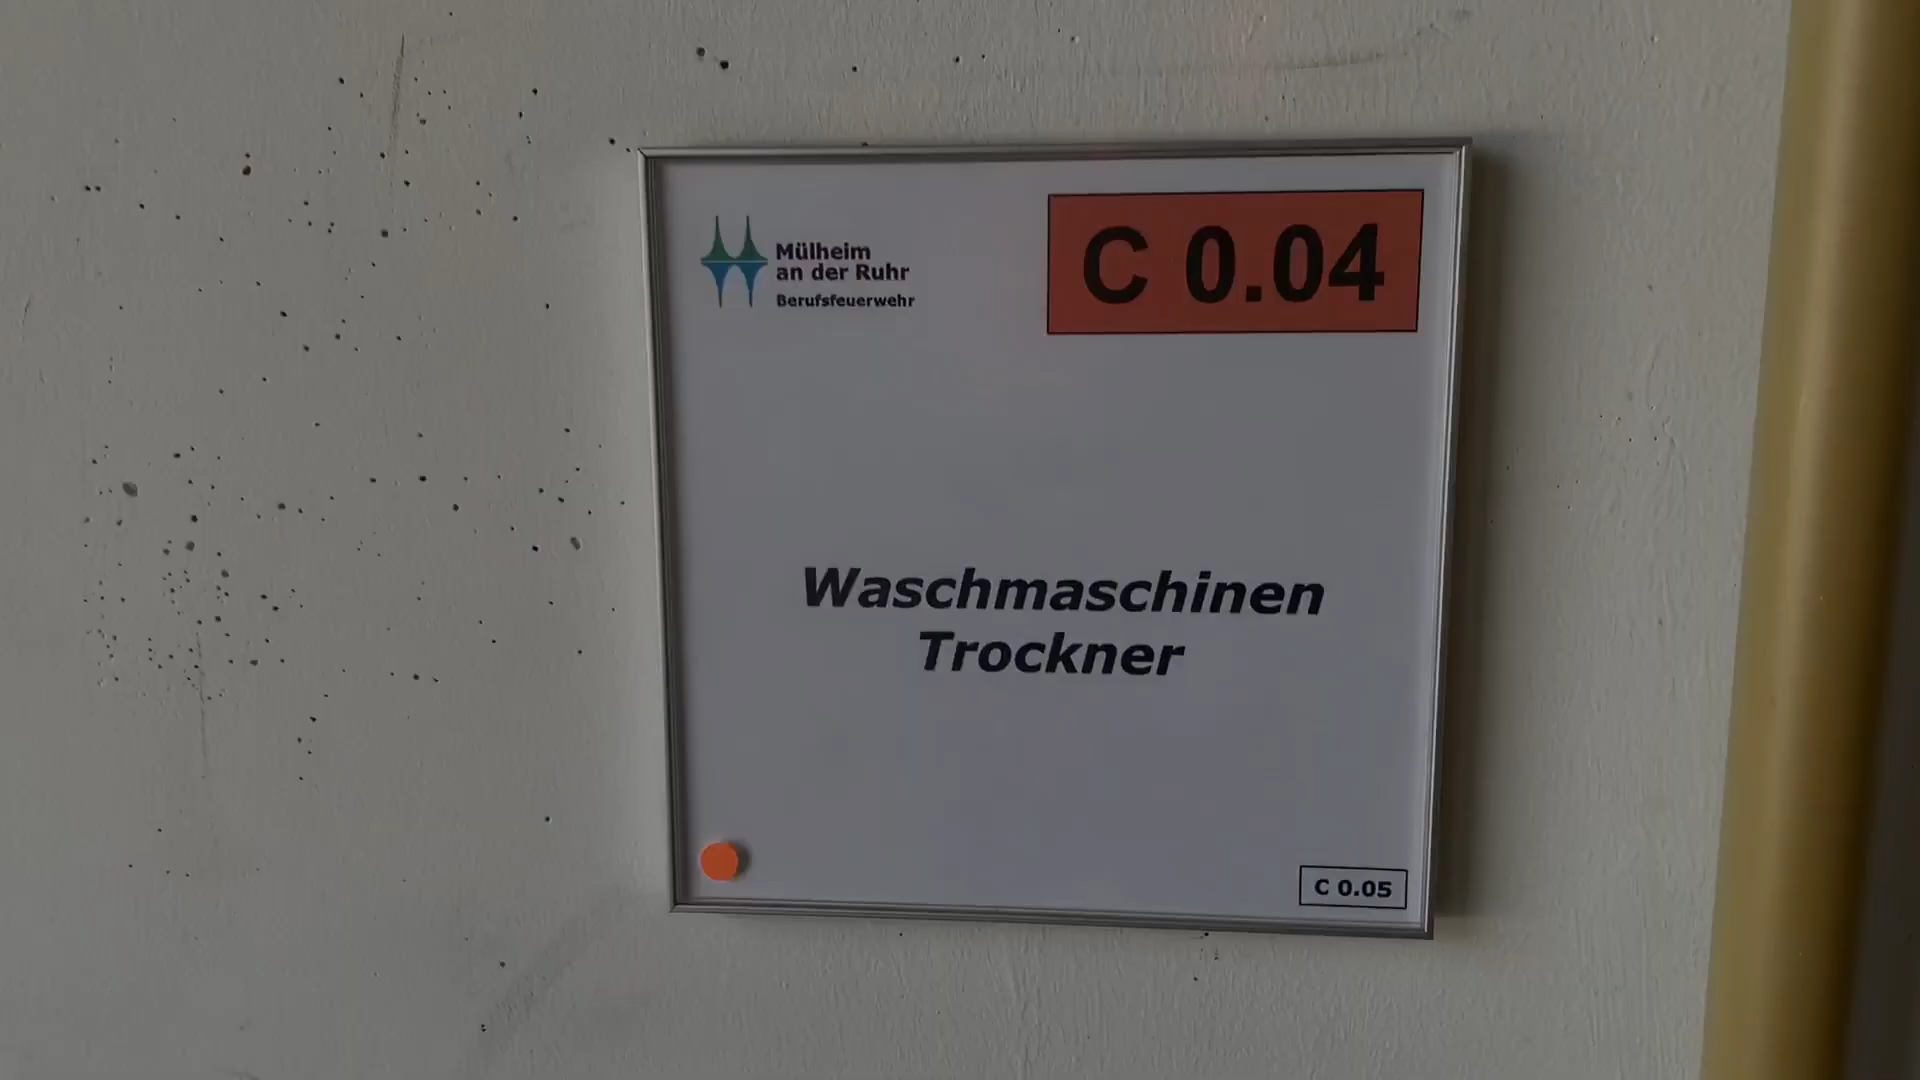 Mülheim
an der Ruhr
Berufsfeuerwehr
C 0.04
Waschmaschinen
Trockner
C 0.05